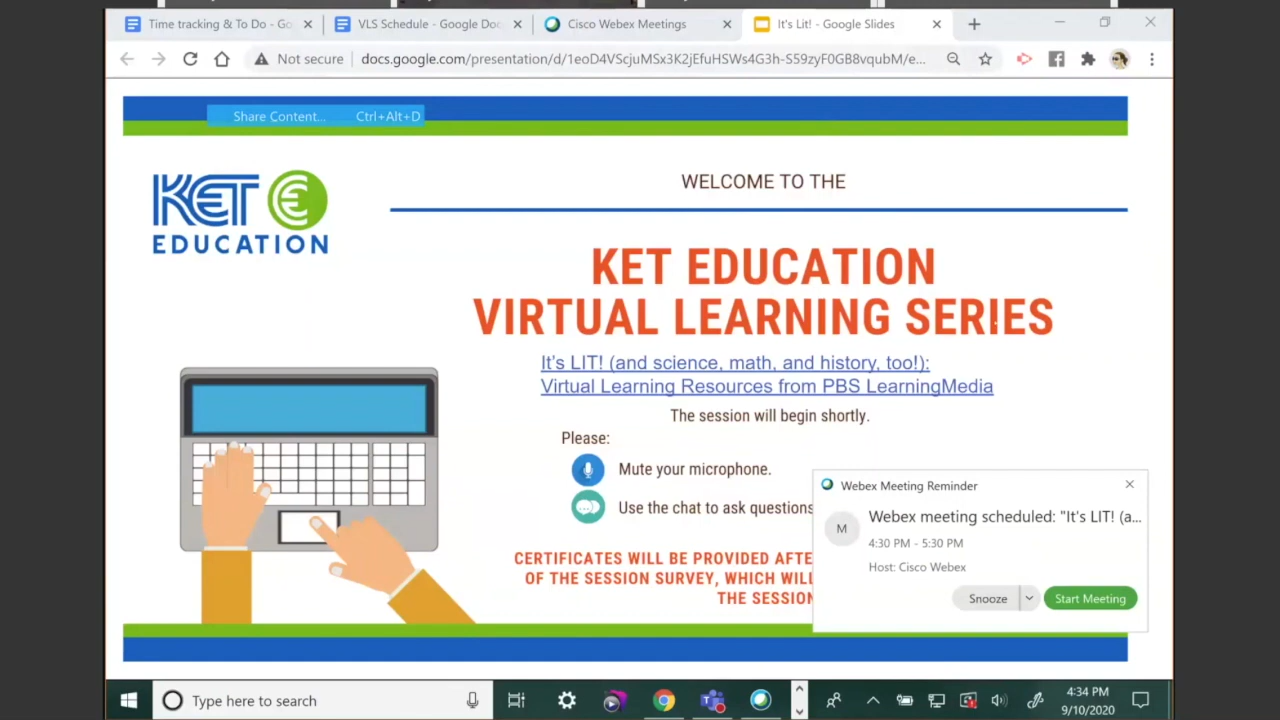 Time tracking & To Do - Go
VLS Schedule - Google Doc
Cisco Webex Meetings
It's Lit! - Google Slides
Not secure
docs.google.com/presentation/d/1eoD4VScjuMSx3K2jEfuHSWs4G3h-S59zyF0GB8vqubM/e...
Share Content... Ctrl+Alt+D
KET
EDUCATION
WELCOME TO THE
KET EDUCATION
VIRTUAL LEARNING SERIES
It's LIT! (and science, math, and history, too!):
Virtual Learning Resources from PBS LearningMedia
The session will begin shortly.
Please:
Mute your microphone.
Use the chat to ask questions
CERTIFICATES WILL BE PROVIDED AFTE
OF THE SESSION SURVEY, WHICH WILL
THE SESSION
Webex Meeting Reminder
M
Webex meeting scheduled: "It's LIT! (a...
4:30 PM - 5:30 PM
Host: Cisco Webex
Snooze
Start Meeting
Type here to search
4:34 PM
9/10/2020